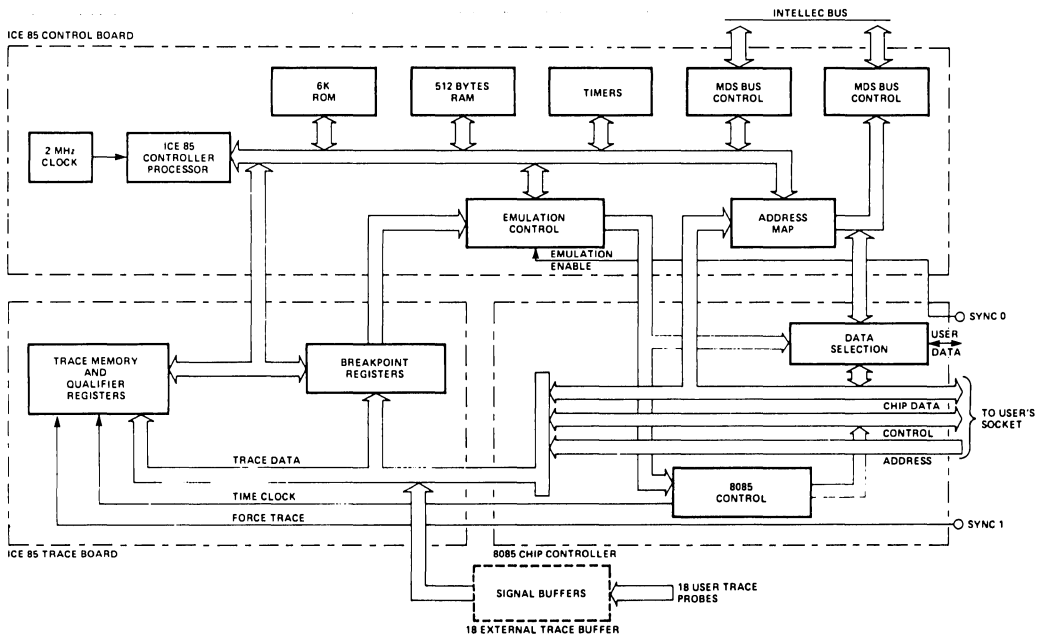 INTELLEC BUS
ICE 85 CONTROL BOARD
6K
ROM
512 BYTES
RAM
TIMERS
MDS BUS
CONTROL
MDS BUS
CONTROL
2 MHz
CLOCK
ICE 85
CONTROLLER
PROCESSOR
EMULATION
CONTROL
ADDRESS
MAP
EMULATION
ENABLE
SYNC 0
TRACE MEMORY
AND
QUALIFIER
REGISTERS
BREAKPOINT
REGISTERS
DATA
SELECTION
USER
DATA
CHIP DATA
CONTROL
ADDRESS
TO USER'S
SOCKET
TRACE DATA
TIME CLOCK
FORCE TRACE
8085
CONTROL
SYNC 1
ICE 85 TRACE BOARD
8085 CHIP CONTROLLER
SIGNAL BUFFERS
18 USER TRACE
PROBES
18 EXTERNAL TRACE BUFFER